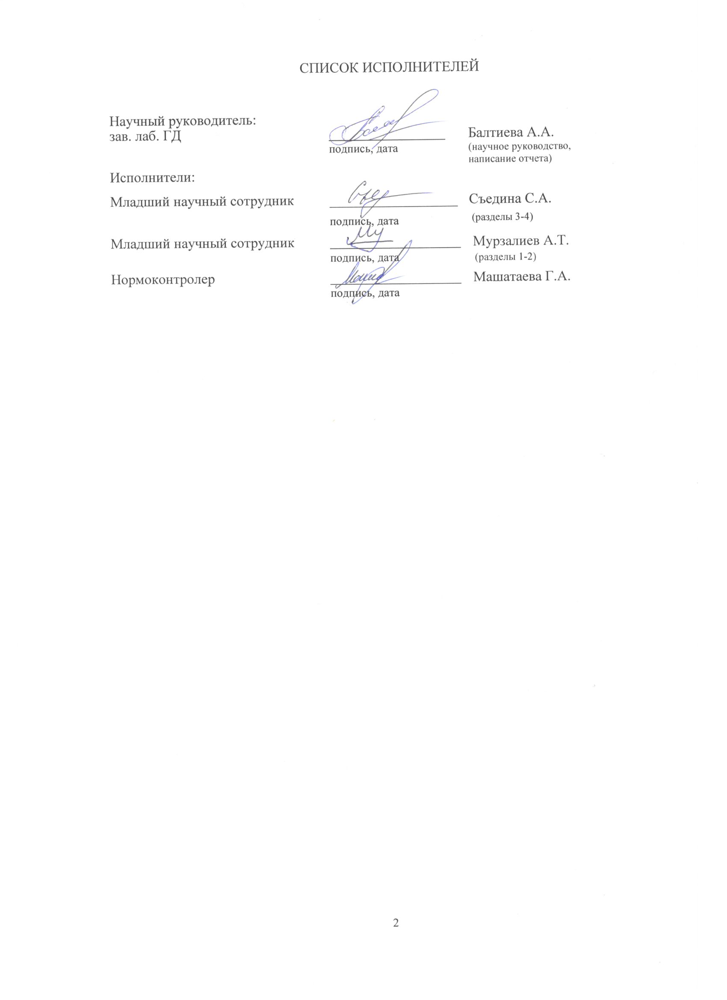 СПИСОК ИСПОЛНИТЕЛЕЙ
Научный руководитель:
зав. лаб. ГД
Балтиева А.А.
подпись, дата
(научное руководство,
написание отчета)
Исполнители:
Младший научный сотрудник
Съедина С.А.
подпись, дата
(разделы 3-4)
Младший научный сотрудник
Мурзалиев А.Т.
подпись, дата
(разделы 1-2)
Нормоконтролер
Машатаева Г.А.
подпись, дата
2